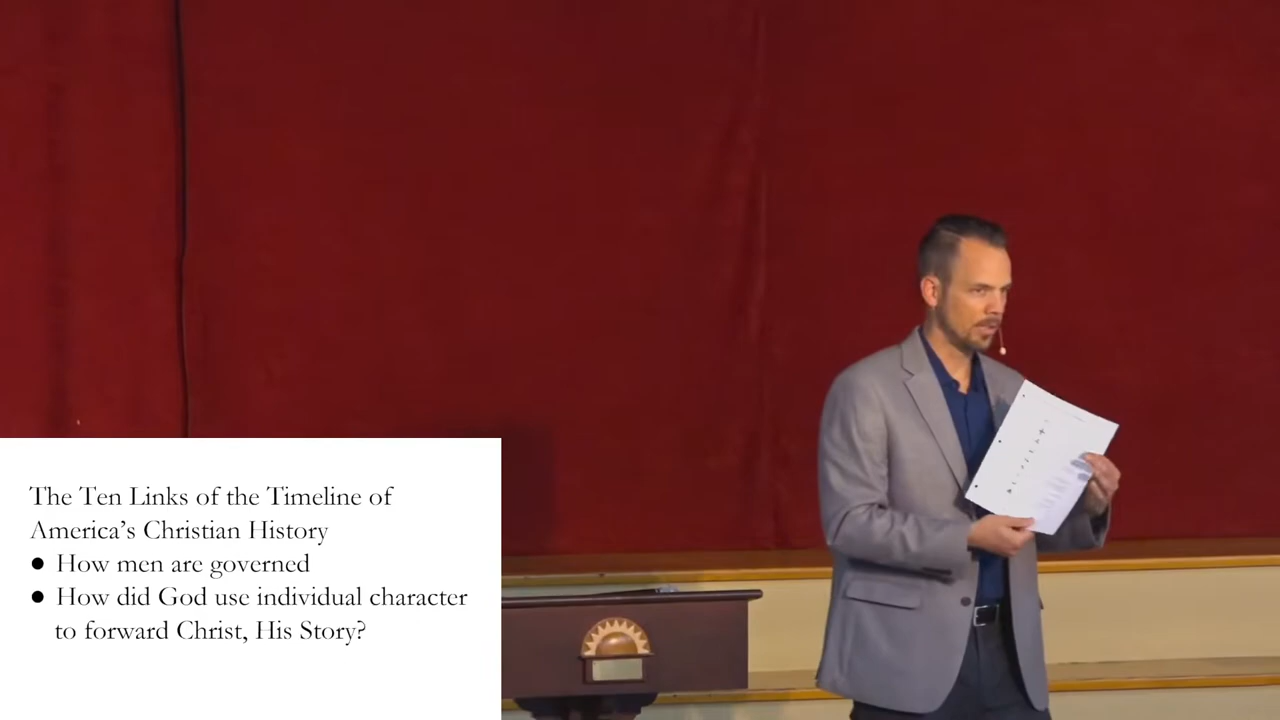 The Ten Links of the Timeline of
America's Christian History
● How men are governed
● How did God use individual character
to forward Christ, His Story?